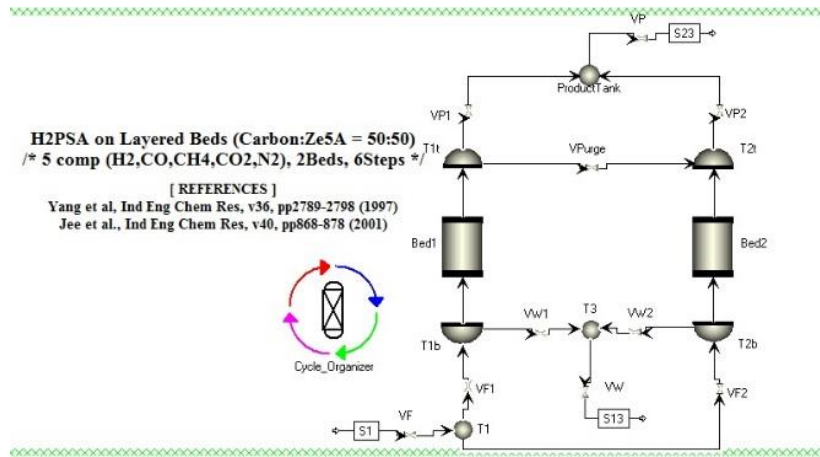 VP
S23
ProductTank
VP1
VP2
H2PSA on Layered Beds (Carbon:Ze5A = 50:50)
/* 5 comp (H2,CO,CH4,CO2,N2), 2Beds, 6Steps */
T1t
VPurge
T2t
[ REFERENCES ]
Yang et al, Ind Eng Chem Res, v36, pp2789-2798 (1997)
Jee et al., Ind Eng Chem Res, v40, pp868-878 (2001)
Bed1
Bed2
VW1
T3
VW2
T1b
T2b
Cycle_Organizer
VF1
VW
VF2
S1
VF
T1
S13